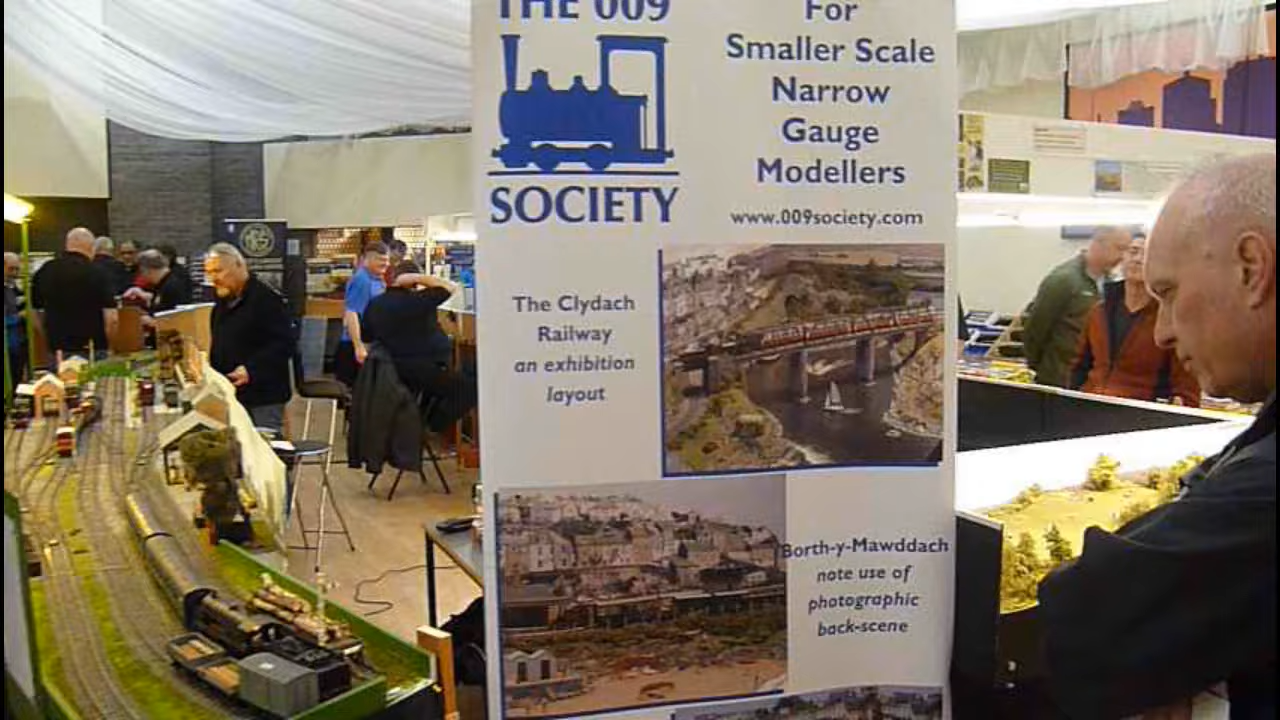 THE 009
SOCIETY
For
Smaller Scale
Narrow
Gauge
Modellers
www.009society.com
The Clydach
Railway
an exhibition
layout
Borth-y-Mawddach
note use of
photographic
back-scene